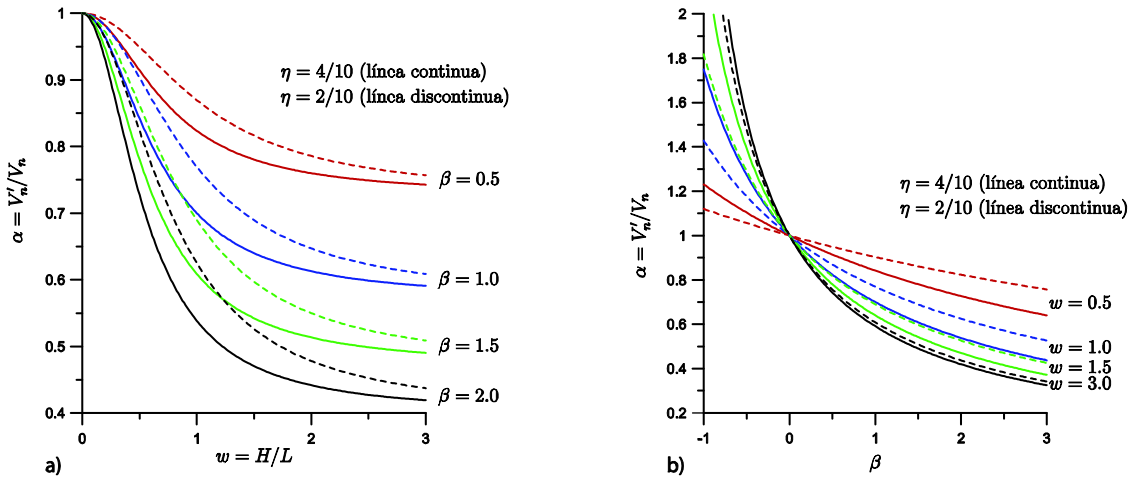 1
0.9
0.8
0.7
0.6
0.5
0.4
0
1
2
3
α = V′ₙ/Vₙ
w = H/L
η = 4/10 (línca continua)
η = 2/10 (línca discontinua)
β = 0.5
β = 1.0
β = 1.5
β = 2.0
a)
2
1.8
1.6
1.4
1.2
1
0.8
0.6
0.4
0.2
-1
0
1
2
3
α = V′ₙ/Vₙ
β
η = 4/10 (línea continua)
η = 2/10 (línea discontinua)
w = 0.5
w = 1.0
w = 1.5
w = 3.0
b)